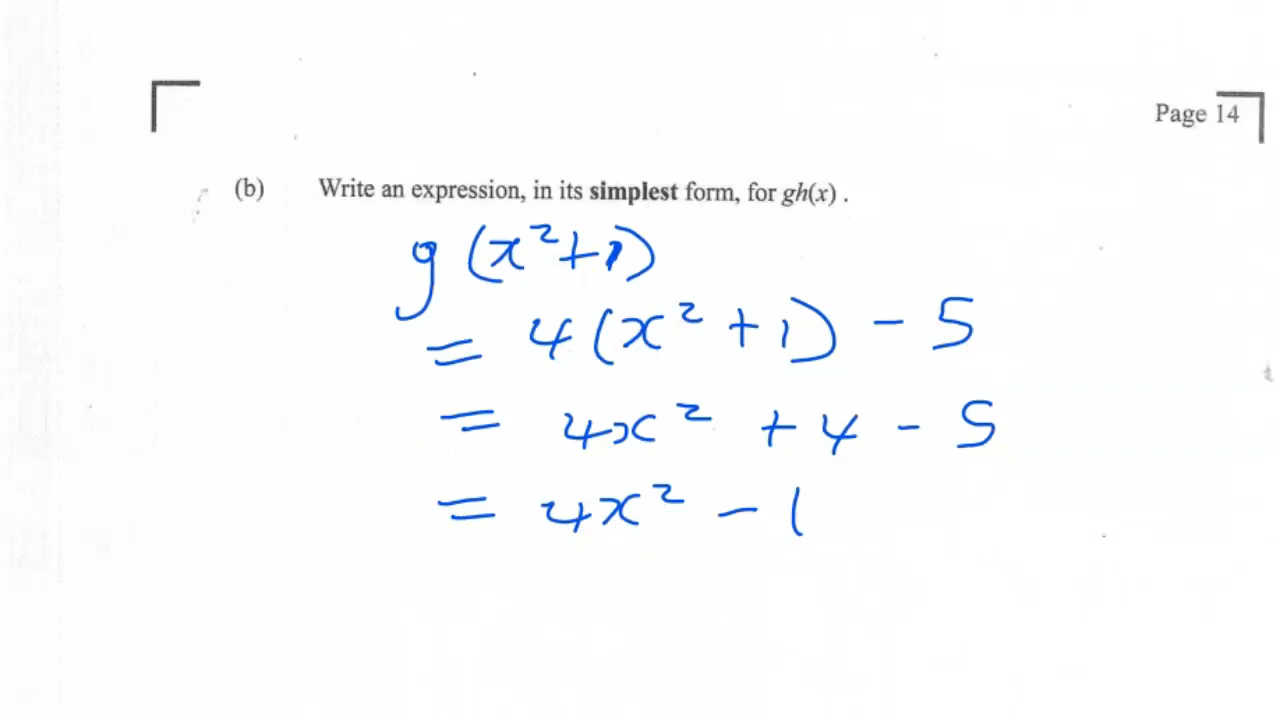 Page 14
(b) Write an expression, in its simplest form, for gh(x) .
g (x²+1)
= 4(x² + 1) - 5
= 4x² + 4 - 5
= 4x² - 1